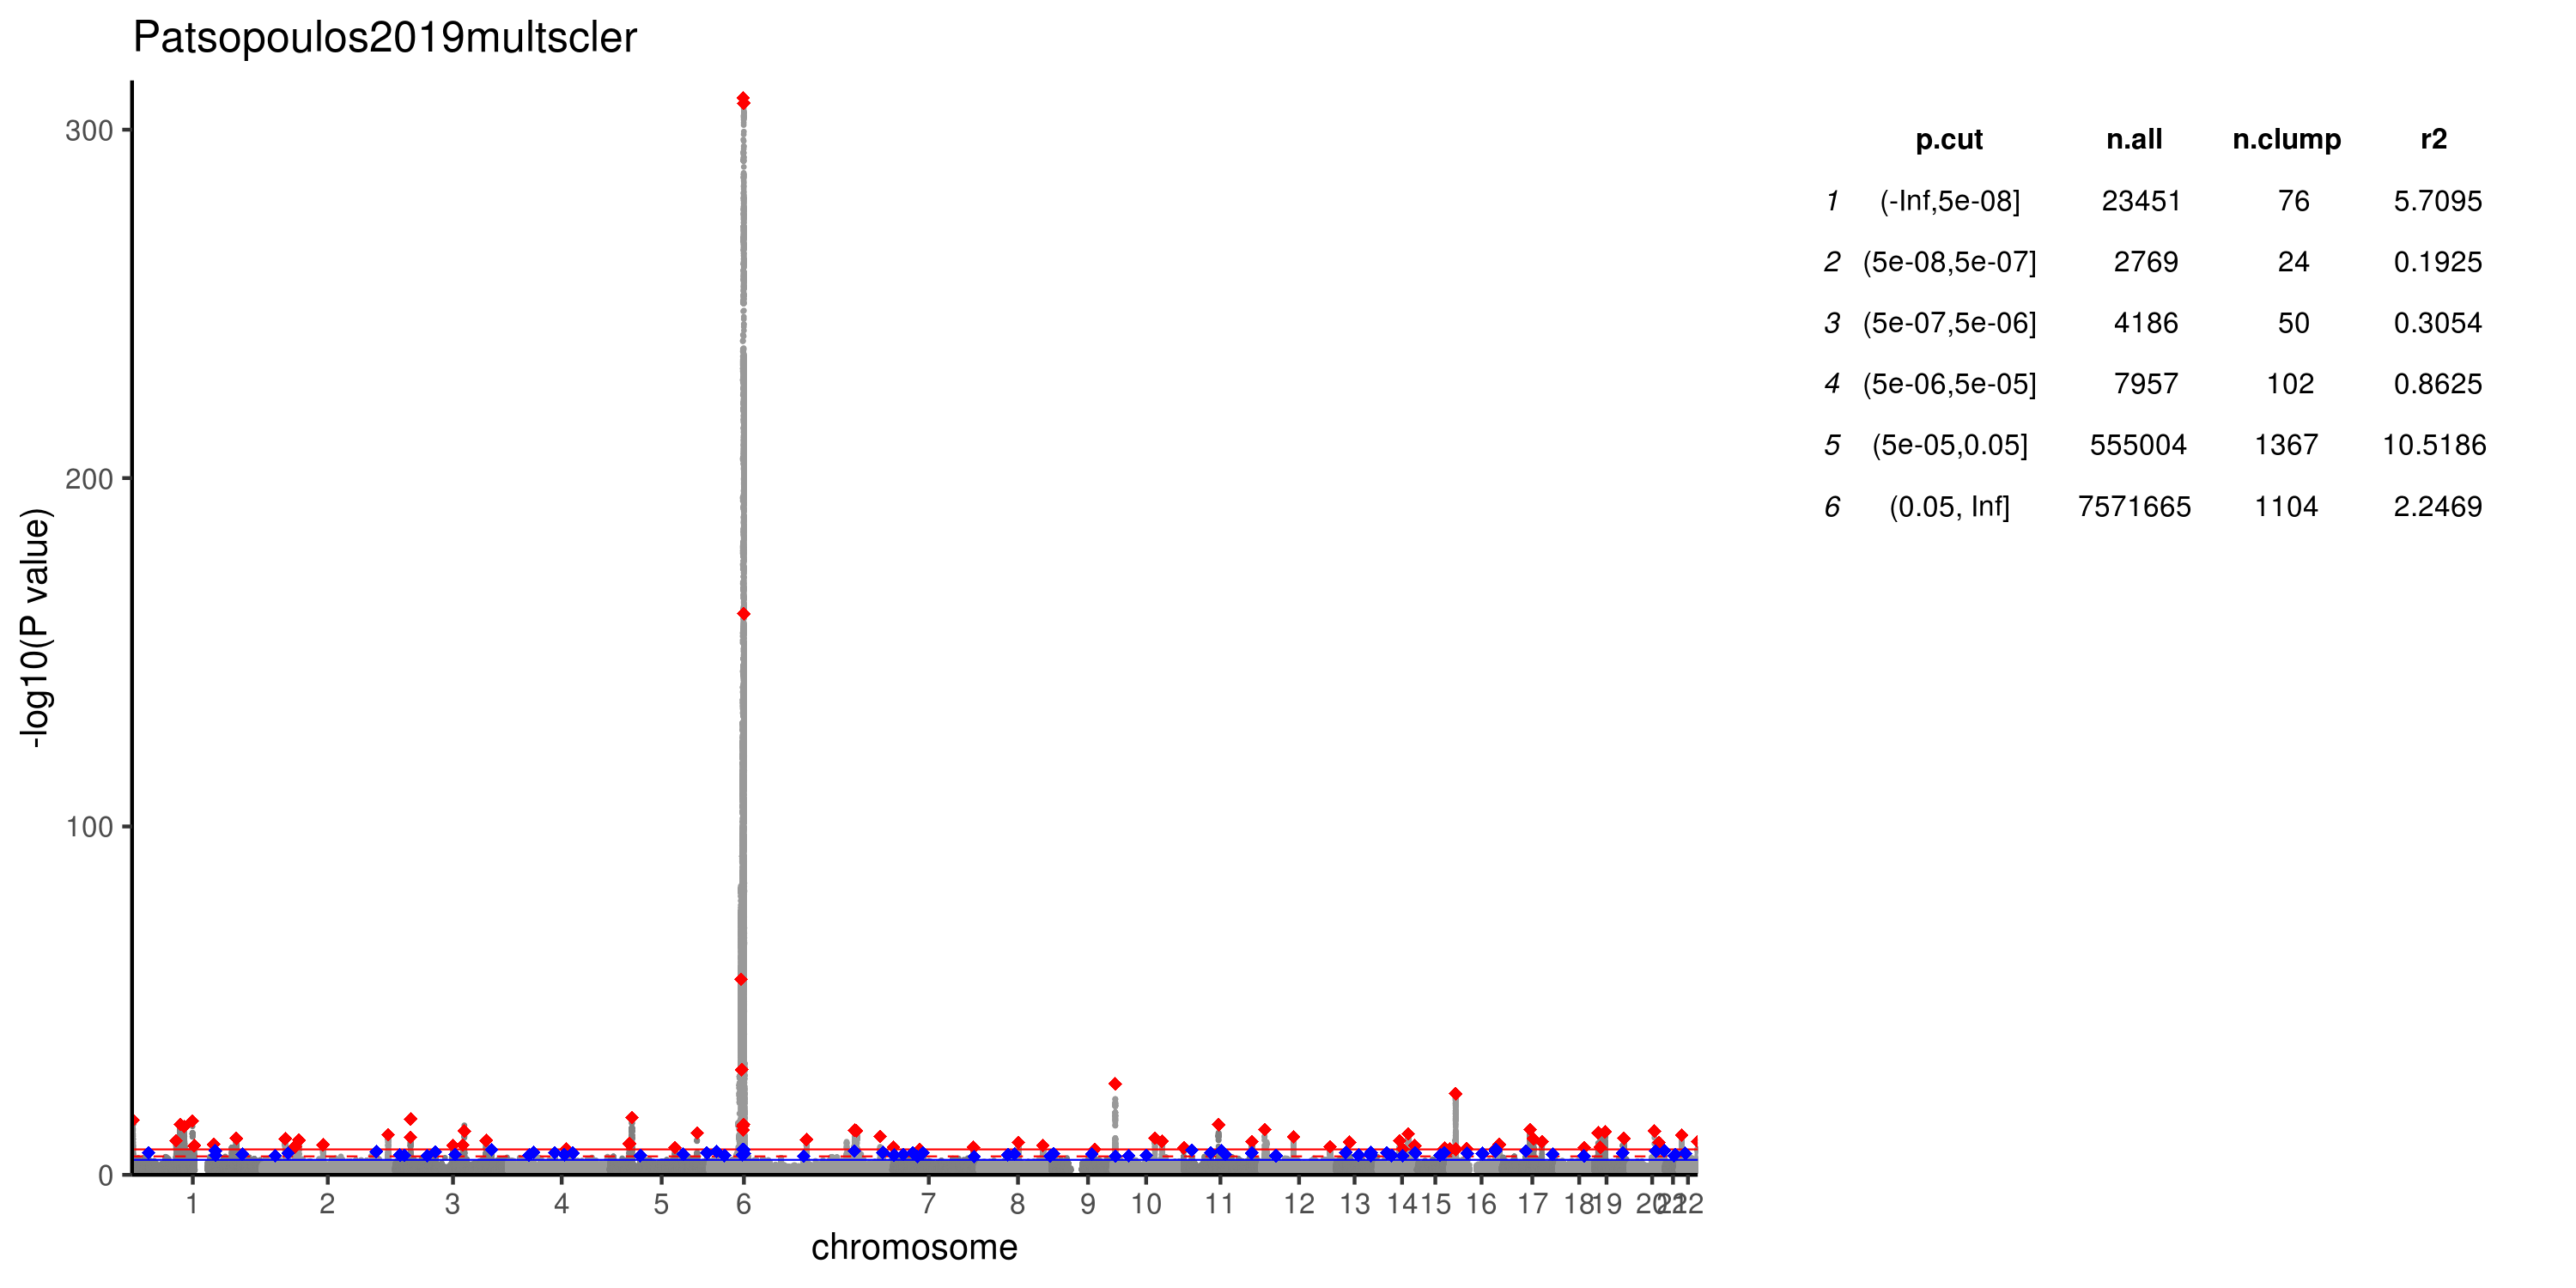 Patsopoulos2019multscler
-log10(P value)
300
200
100
0
1 2 3 4 5 6 7 8 9 10 11 12 13 14 15 16 17 18 19 20 21 22
chromosome
p.cut n.all n.clump r2
1 (-Inf,5e-08] 23451 76 5.7095
2 (5e-08,5e-07] 2769 24 0.1925
3 (5e-07,5e-06] 4186 50 0.3054
4 (5e-06,5e-05] 7957 102 0.8625
5 (5e-05,0.05] 555004 1367 10.5186
6 (0.05, Inf] 7571665 1104 2.2469